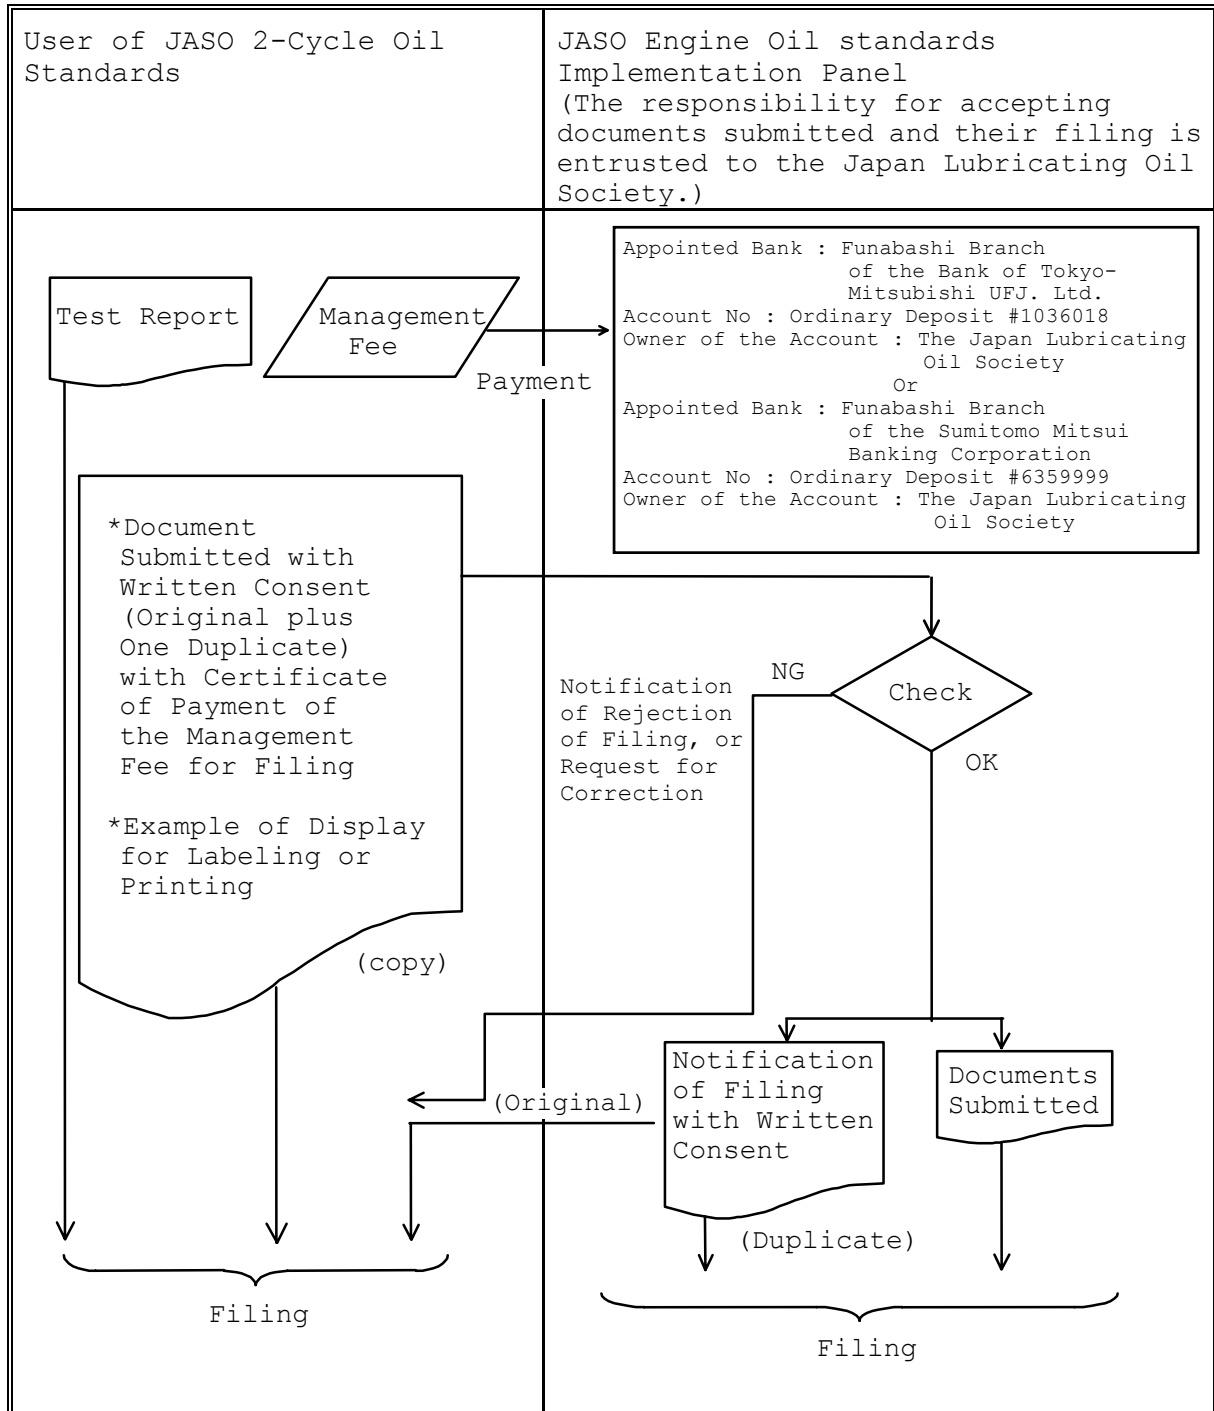 User of JASO 2-Cycle Oil
Standards
JASO Engine Oil standards
Implementation Panel
(The responsibility for accepting
documents submitted and their filing is
entrusted to the Japan Lubricating Oil
Society.)
Test Report
Management
Fee
Payment
Appointed Bank : Funabashi Branch
of the Bank of Tokyo-
Mitsubishi UFJ. Ltd.
Account No : Ordinary Deposit #1036018
Owner of the Account : The Japan Lubricating
Oil Society
Or
Appointed Bank : Funabashi Branch
of the Sumitomo Mitsui
Banking Corporation
Account No : Ordinary Deposit #6359999
Owner of the Account : The Japan Lubricating
Oil Society
*Document
Submitted with
Written Consent
(Original plus
One Duplicate)
with Certificate
of Payment of
the Management
Fee for Filing
*Example of Display
for Labeling or
Printing
(copy)
Notification
of Rejection
of Filing, or
Request for
Correction
NG
Check
OK
(Original)
Notification
of Filing
with Written
Consent
Documents
Submitted
(Duplicate)
Filing
Filing